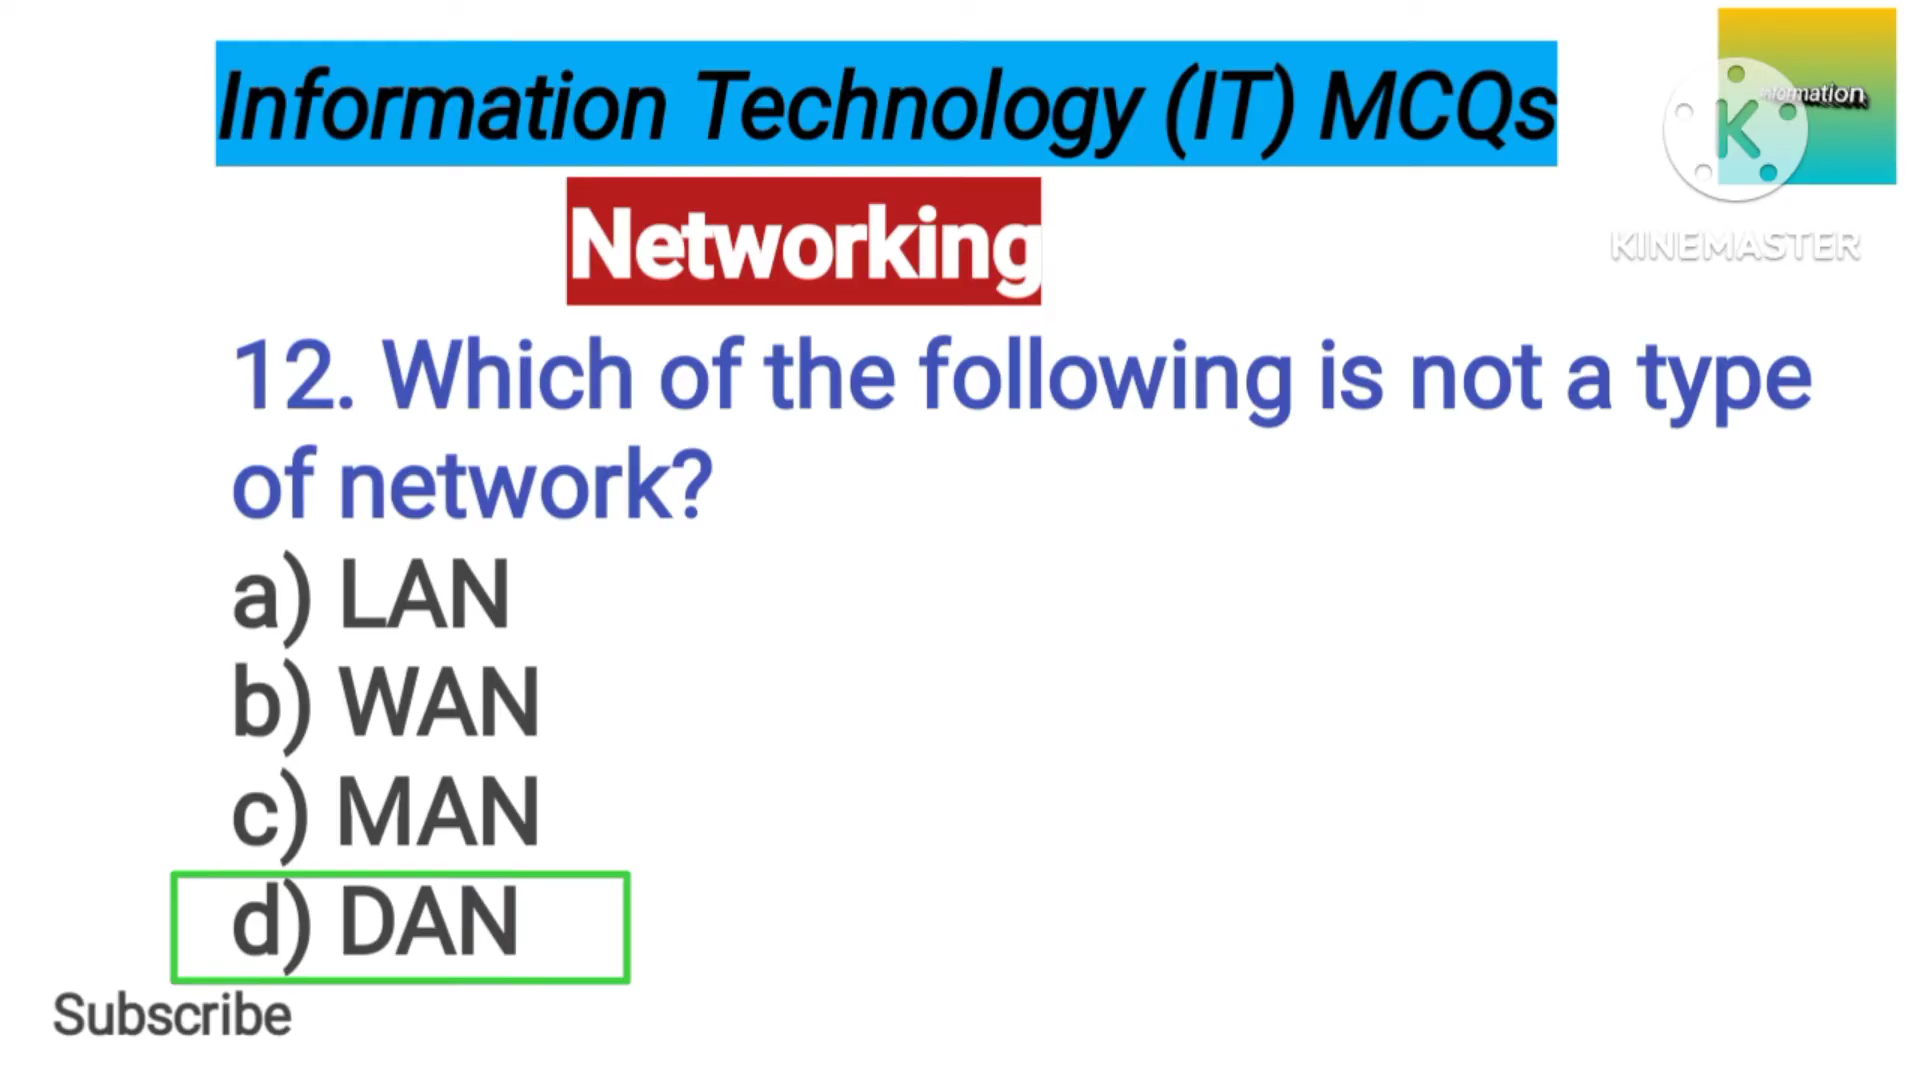 Information Technology (IT) MCQs
Networking
KINEMASTER
12. Which of the following is not a type
of network?
a) LAN
b) WAN
c) MAN
d) DAN
Subscribe